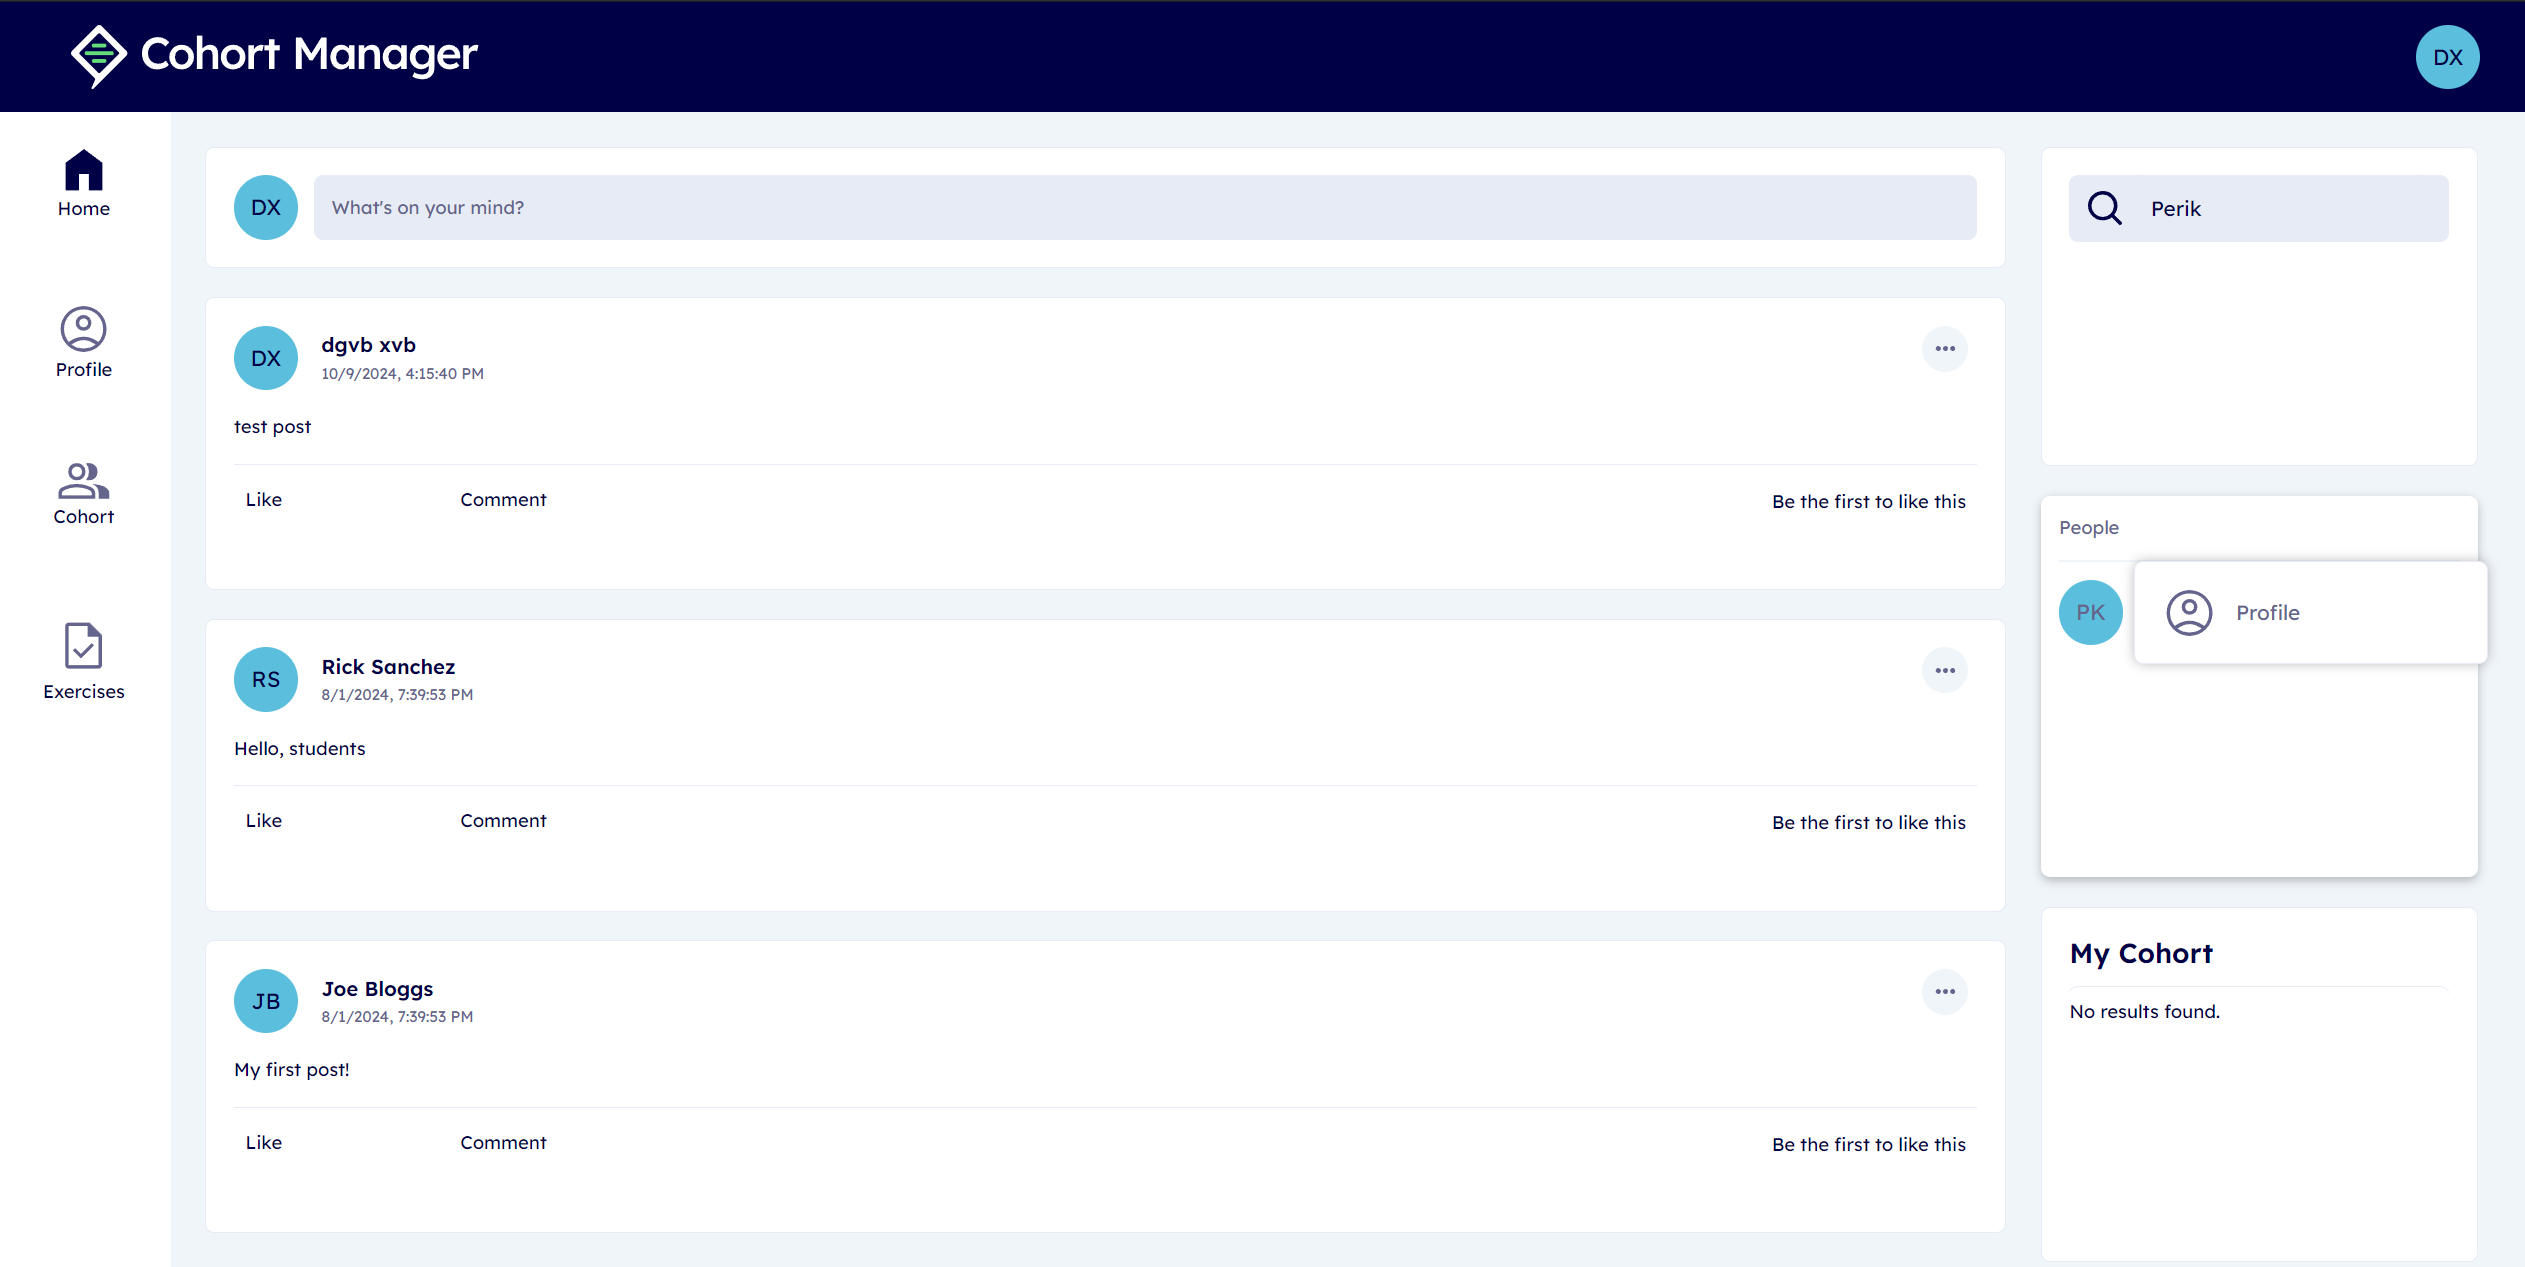 Cohort Manager
DX
Home
Profile
Cohort
Exercises
DX
What's on your mind?
DX
dgvb xvb
10/9/2024, 4:15:40 PM
test post
Like
Comment
Be the first to like this
RS
Rick Sanchez
8/1/2024, 7:39:53 PM
Hello, students
Like
Comment
Be the first to like this
JB
Joe Bloggs
8/1/2024, 7:39:53 PM
My first post!
Like
Comment
Be the first to like this
Perik
People
PK
Profile
My Cohort
No results found.